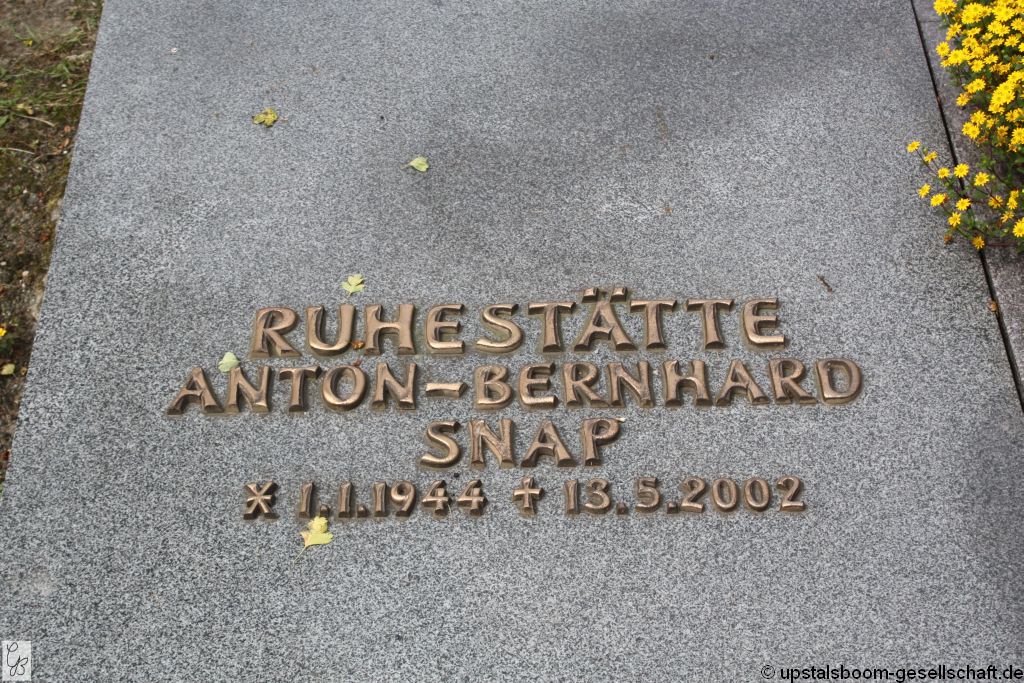 RUHESTÄTTE
ANTON-BERNHARD
SNAP
* 1.1.1944 † 13.5.2002
© upstalsboom-gesellschaft.de